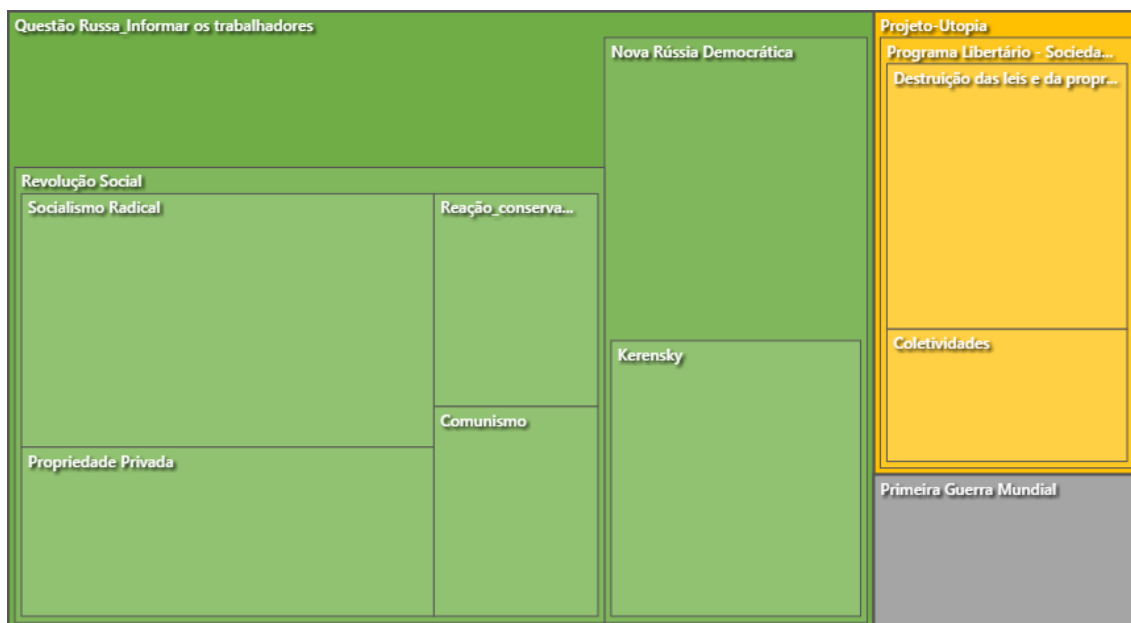 Questão Russa_Informar os trabalhadores
Nova Rússia Democrática
Revolução Social
Socialismo Radical
Reação_conserva...
Propriedade Privada
Comunismo
Kerensky
Projeto-Utopia
Programa Libertário - Socieda...
Destruição das leis e da propr...
Coletividades
Primeira Guerra Mundial